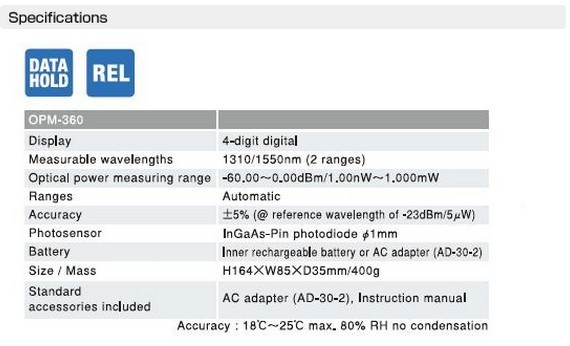 Specifications
DATA
HOLD
REL
OPM-360
Display 4-digit digital
Measurable wavelengths 1310/1550nm (2 ranges)
Optical power measuring range -60.00～0.00dBm/1.00nW～1.000mW
Ranges Automatic
Accuracy ±5% (@ reference wavelength of -23dBm/5μW)
Photosensor InGaAs-Pin photodiode φ1mm
Battery Inner rechargeable battery or AC adapter (AD-30-2)
Size / Mass H164×W85×D35mm/400g
Standard
accessories included AC adapter (AD-30-2), Instruction manual
Accuracy : 18℃～25℃ max. 80% RH no condensation